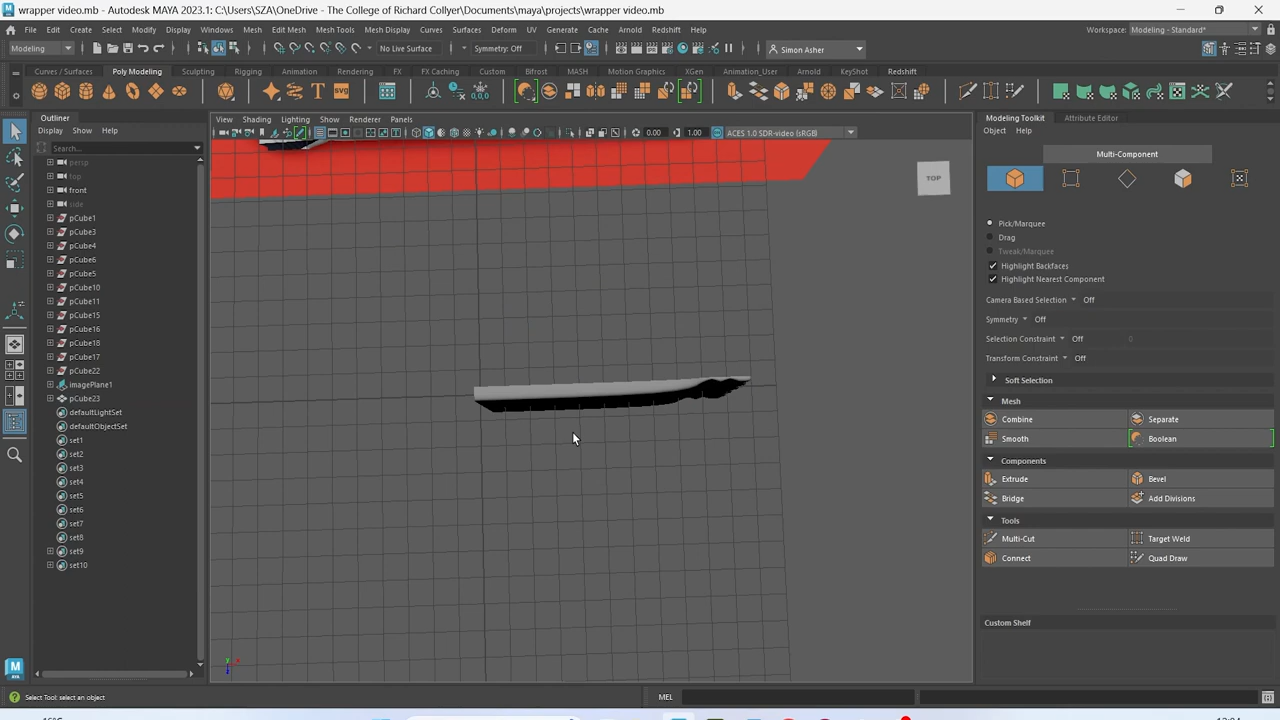 wrapper video.mb - Autodesk MAYA 2023.1: C:\Users\SZA\OneDrive - The College of Richard Collyer\Documents\maya\projects\wrapper video.mb
File Edit Create Select Modify Display Windows Mesh Edit Mesh Mesh Tools Mesh Display Curves Surfaces Deform UV Generate Cache Arnold Redshift Help
Workspace: Modeling - Standard*
Modeling No Live Surface Symmetry: Off Simon Asher
Curves / Surfaces Poly Modeling Sculpting Rigging Animation Rendering FX FX Caching Custom Bifrost MASH Motion Graphics XGen Animation_User Arnold KeyShot Redshift
Outliner
Display Show Help
Search...
persp
top
front
side
pCube1
pCube3
pCube4
pCube6
pCube5
pCube10
pCube11
pCube15
pCube16
pCube18
pCube17
pCube22
imagePlane1
pCube23
defaultLightSet
defaultObjectSet
set1
set2
set3
set4
set5
set6
set7
set8
set9
set10
View Shading Lighting Show Renderer Panels
0.00 1.00 ACES 1.0 SDR-video (sRGB)
TOP
Modeling Toolkit Attribute Editor
Object Help
Multi-Component
Pick/Marquee
Drag
Tweak/Marquee
Highlight Backfaces
Highlight Nearest Component
Camera Based Selection Off
Symmetry Off
Selection Constraint Off 0
Transform Constraint Off
Soft Selection
Mesh
Combine Separate
Smooth Boolean
Components
Extrude Bevel
Bridge Add Divisions
Tools
Multi-Cut Target Weld
Connect Quad Draw
Custom Shelf
Select Tool: select an object
MEL